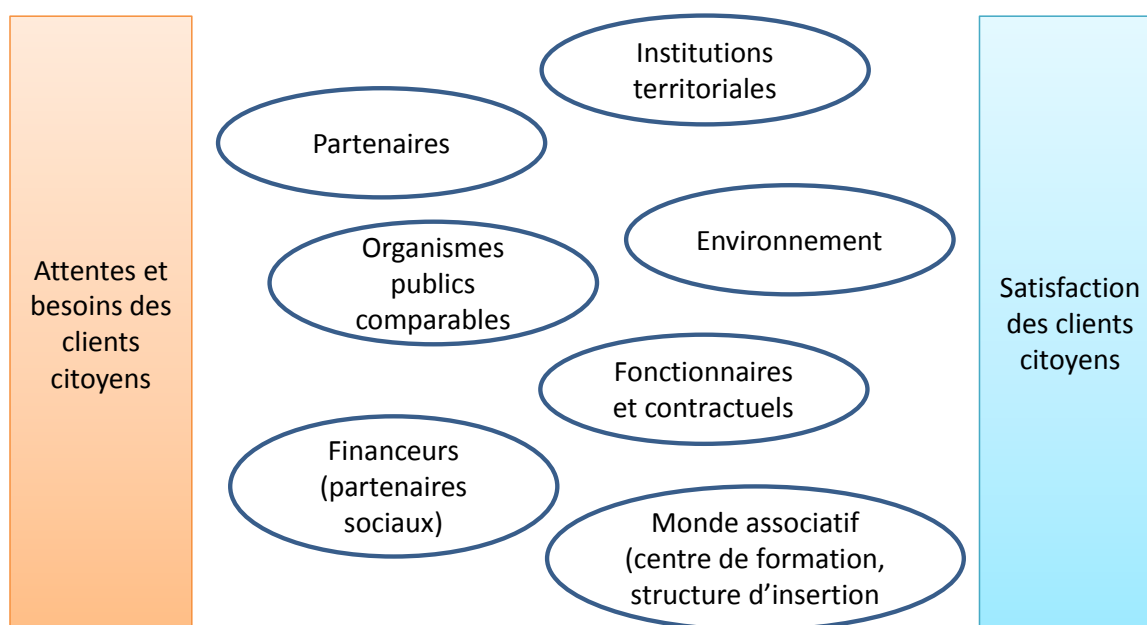 Attentes et
besoins des
clients
citoyens
Institutions
territoriales
Partenaires
Environnement
Organismes
publics
comparables
Fonctionnaires
et contractuels
Financeurs
(partenaires
sociaux)
Monde associatif
(centre de formation,
structure d’insertion
Satisfaction
des clients
citoyens